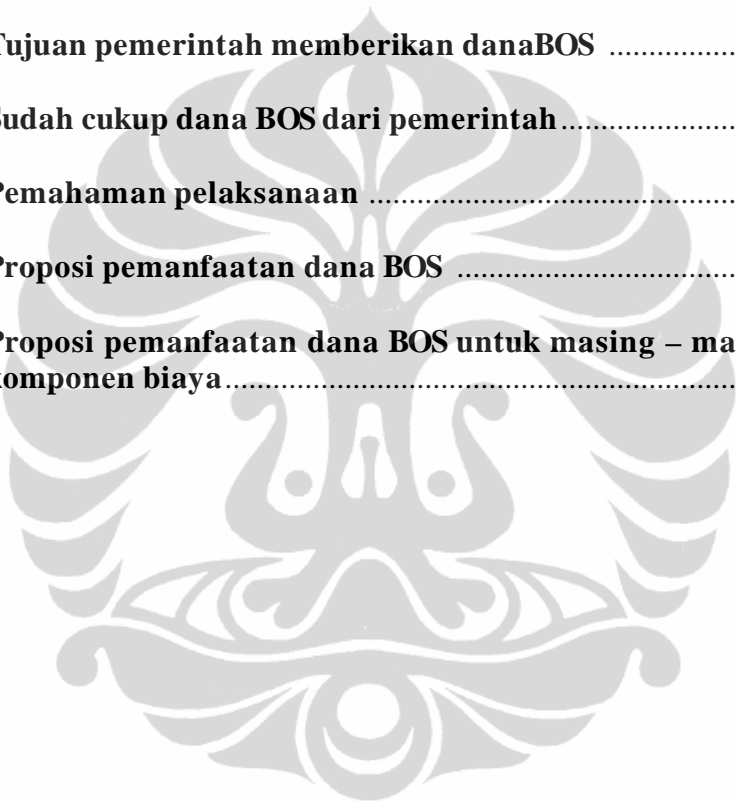 Tujuan pemerintah memberikan danaBOS ................
Sudah cukup dana BOS dari pemerintah......................
Pemahaman pelaksanaan ..............................................
Proposi pemanfaatan dana BOS ...................................
Proposi pemanfaatan dana BOS untuk masing – ma
komponen biaya................................................................